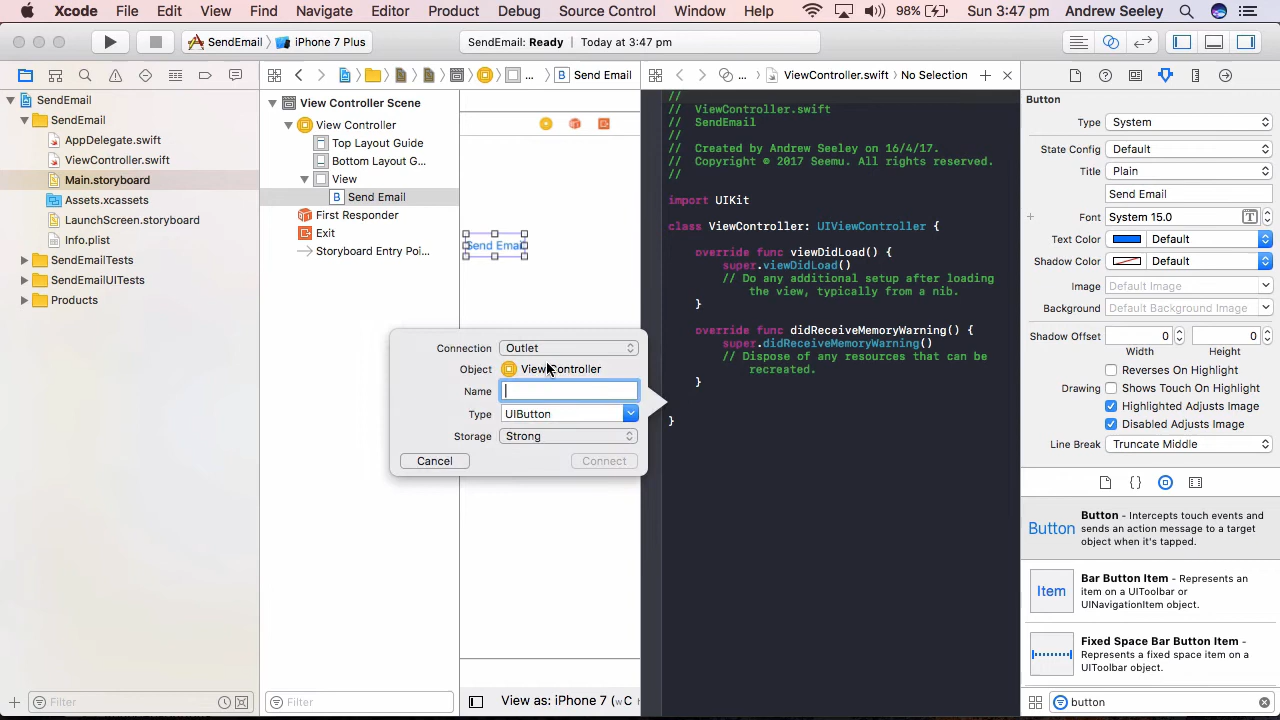 Xcode File Edit View Find Navigate Editor Product Debug Source Control Window Help 98% Sun 3:47 pm Andrew Seeley
SendEmail iPhone 7 Plus SendEmail: Ready Today at 3:47 pm
... B Send Email ... ViewController.swift No Selection
SendEmail
SendEmail
AppDelegate.swift
ViewController.swift
Main.storyboard
Assets.xcassets
LaunchScreen.storyboard
Info.plist
SendEmailTests
SendEmailUITests
Products
Filter
View Controller Scene
View Controller
Top Layout Guide
Bottom Layout G...
View
B Send Email
First Responder
Exit
Storyboard Entry Poi...
Filter
Send Email
Connection Outlet
Object View Controller
Name
Type UIButton
Storage Strong
Cancel Connect
View as: iPhone 7 (wC
//
// ViewController.swift
// SendEmail
//
// Created by Andrew Seeley on 16/4/17.
// Copyright © 2017 Seemu. All rights reserved.
//
import UIKit
class ViewController: UIViewController {
override func viewDidLoad() {
super.viewDidLoad()
// Do any additional setup after loading
the view, typically from a nib.
}
override func didReceiveMemoryWarning() {
super.didReceiveMemoryWarning()
// Dispose of any resources that can be
recreated.
}
}
Button
Type System
State Config Default
Title Plain
Send Email
Font System 15.0
Text Color Default
Shadow Color Default
Image Default Image
Background Default Background Image
Shadow Offset 0 0
Width Height
Reverses On Highlight
Drawing Shows Touch On Highlight
Highlighted Adjusts Image
Disabled Adjusts Image
Line Break Truncate Middle
Button
Button - Intercepts touch events and
sends an action message to a target
object when it's tapped.
Item
Bar Button Item - Represents an
item on a UIToolbar or
UINavigationItem object.
Fixed Space Bar Button Item -
Represents a fixed space item on a
UIToolbar object.
button